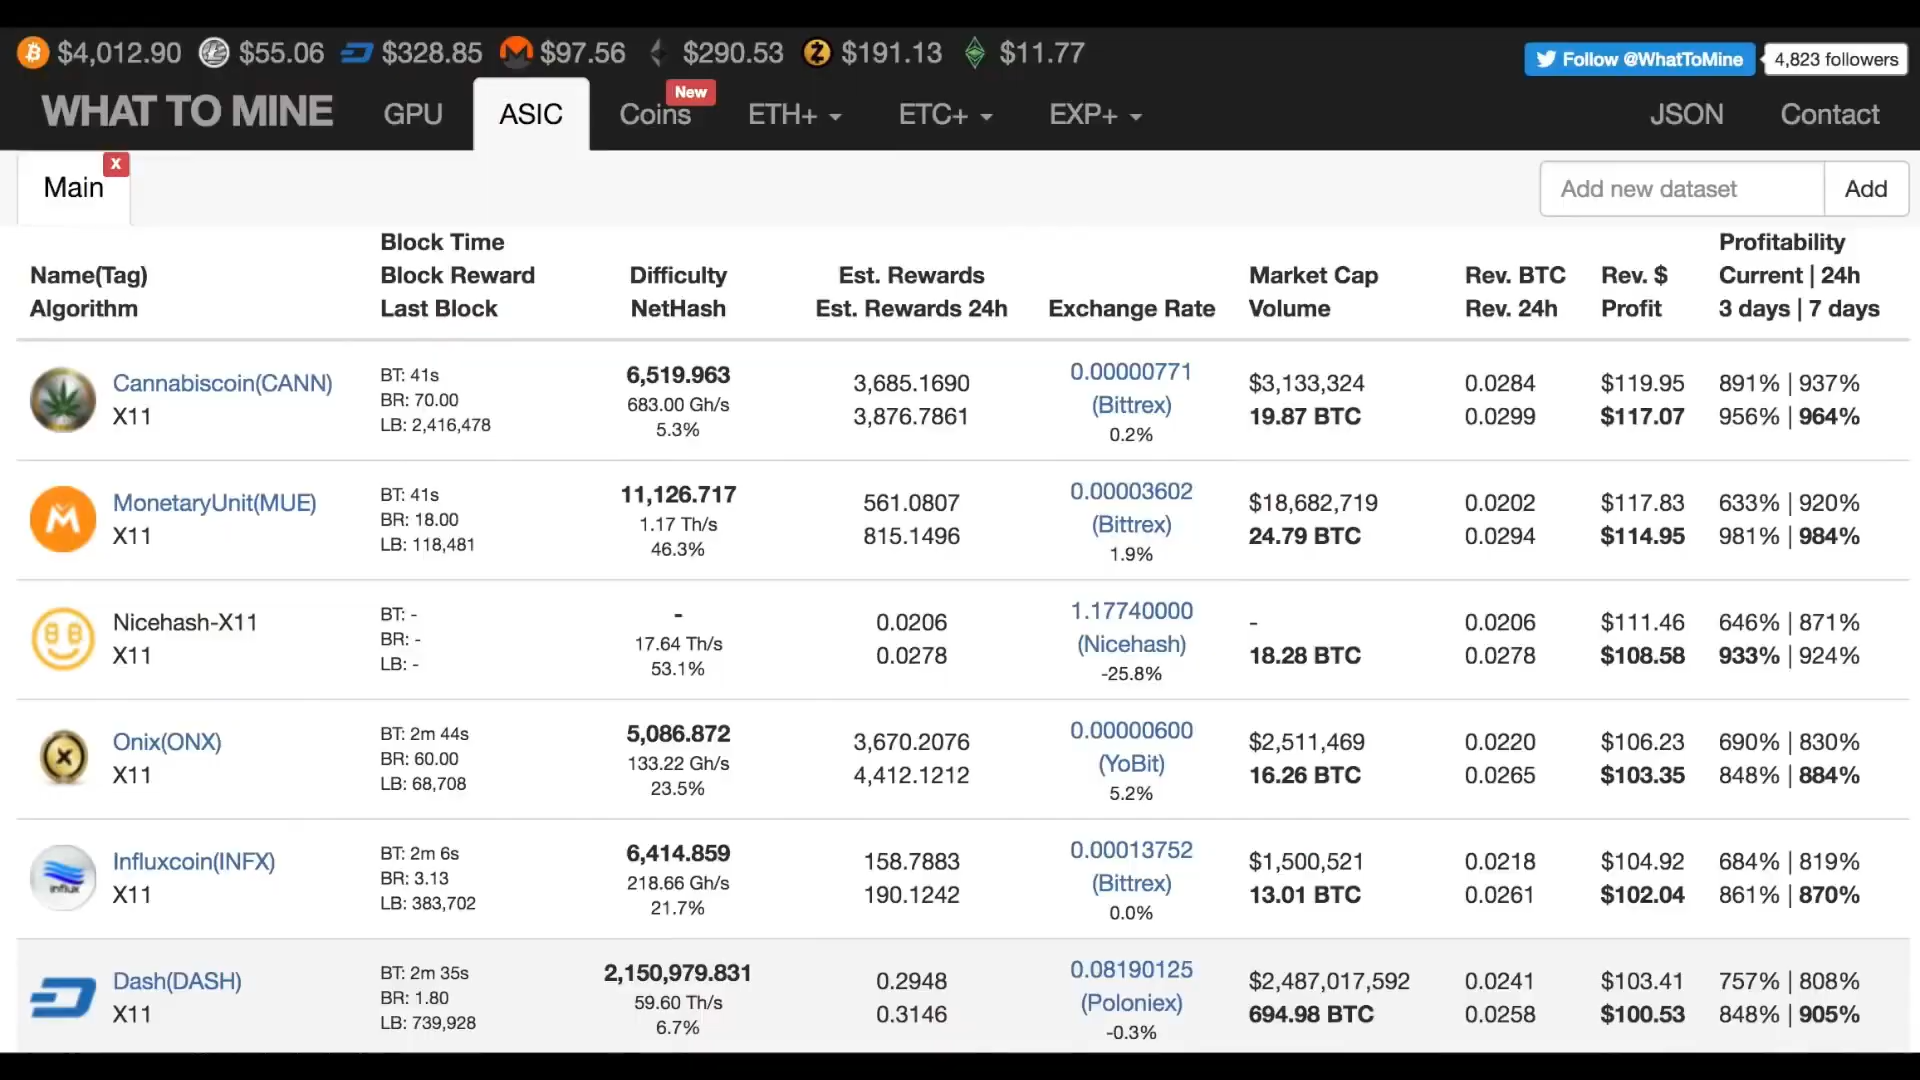 $4,012.90 $55.06 $328.85 $97.56 $290.53 $191.13 $11.77
Follow @WhatToMine 4,823 followers
WHAT TO MINE GPU ASIC Coins New ETH+ ETC+ EXP+ JSON Contact
Main x Add new dataset Add
Block Time Profitability
Name(Tag) Block Reward Difficulty Est. Rewards Market Cap Rev. BTC Rev. $ Current | 24h
Algorithm Last Block NetHash Est. Rewards 24h Exchange Rate Volume Rev. 24h Profit 3 days | 7 days
BT: 41s 6,519.963 0.00000771
Cannabiscoin(CANN) 3,685.1690 $3,133,324 0.0284 $119.95 891% | 937%
BR: 70.00 683.00 Gh/s (Bittrex)
X11 3,876.7861 19.87 BTC 0.0299 $117.07 956% | 964%
LB: 2,416,478 5.3% 0.2%
BT: 41s 11,126.717 0.00003602
MonetaryUnit(MUE) 561.0807 $18,682,719 0.0202 $117.83 633% | 920%
BR: 18.00 1.17 Th/s (Bittrex)
X11 815.1496 24.79 BTC 0.0294 $114.95 981% | 984%
LB: 118,481 46.3% 1.9%
BT: - - 1.17740000
Nicehash-X11 0.0206 - 0.0206 $111.46 646% | 871%
BR: - 17.64 Th/s (Nicehash)
X11 0.0278 18.28 BTC 0.0278 $108.58 933% | 924%
LB: - 53.1% -25.8%
BT: 2m 44s 5,086.872 0.00000600
Onix(ONX) 3,670.2076 $2,511,469 0.0220 $106.23 690% | 830%
BR: 60.00 133.22 Gh/s (YoBit)
X11 4,412.1212 16.26 BTC 0.0265 $103.35 848% | 884%
LB: 68,708 23.5% 5.2%
BT: 2m 6s 6,414.859 0.00013752
Influxcoin(INFX) 158.7883 $1,500,521 0.0218 $104.92 684% | 819%
BR: 3.13 218.66 Gh/s (Bittrex)
influx X11 190.1242 13.01 BTC 0.0261 $102.04 861% | 870%
LB: 383,702 21.7% 0.0%
BT: 2m 35s 2,150,979.831 0.08190125
Dash(DASH) 0.2948 $2,487,017,592 0.0241 $103.41 757% | 808%
BR: 1.80 59.60 Th/s (Poloniex)
X11 0.3146 694.98 BTC 0.0258 $100.53 848% | 905%
LB: 739,928 6.7% -0.3%